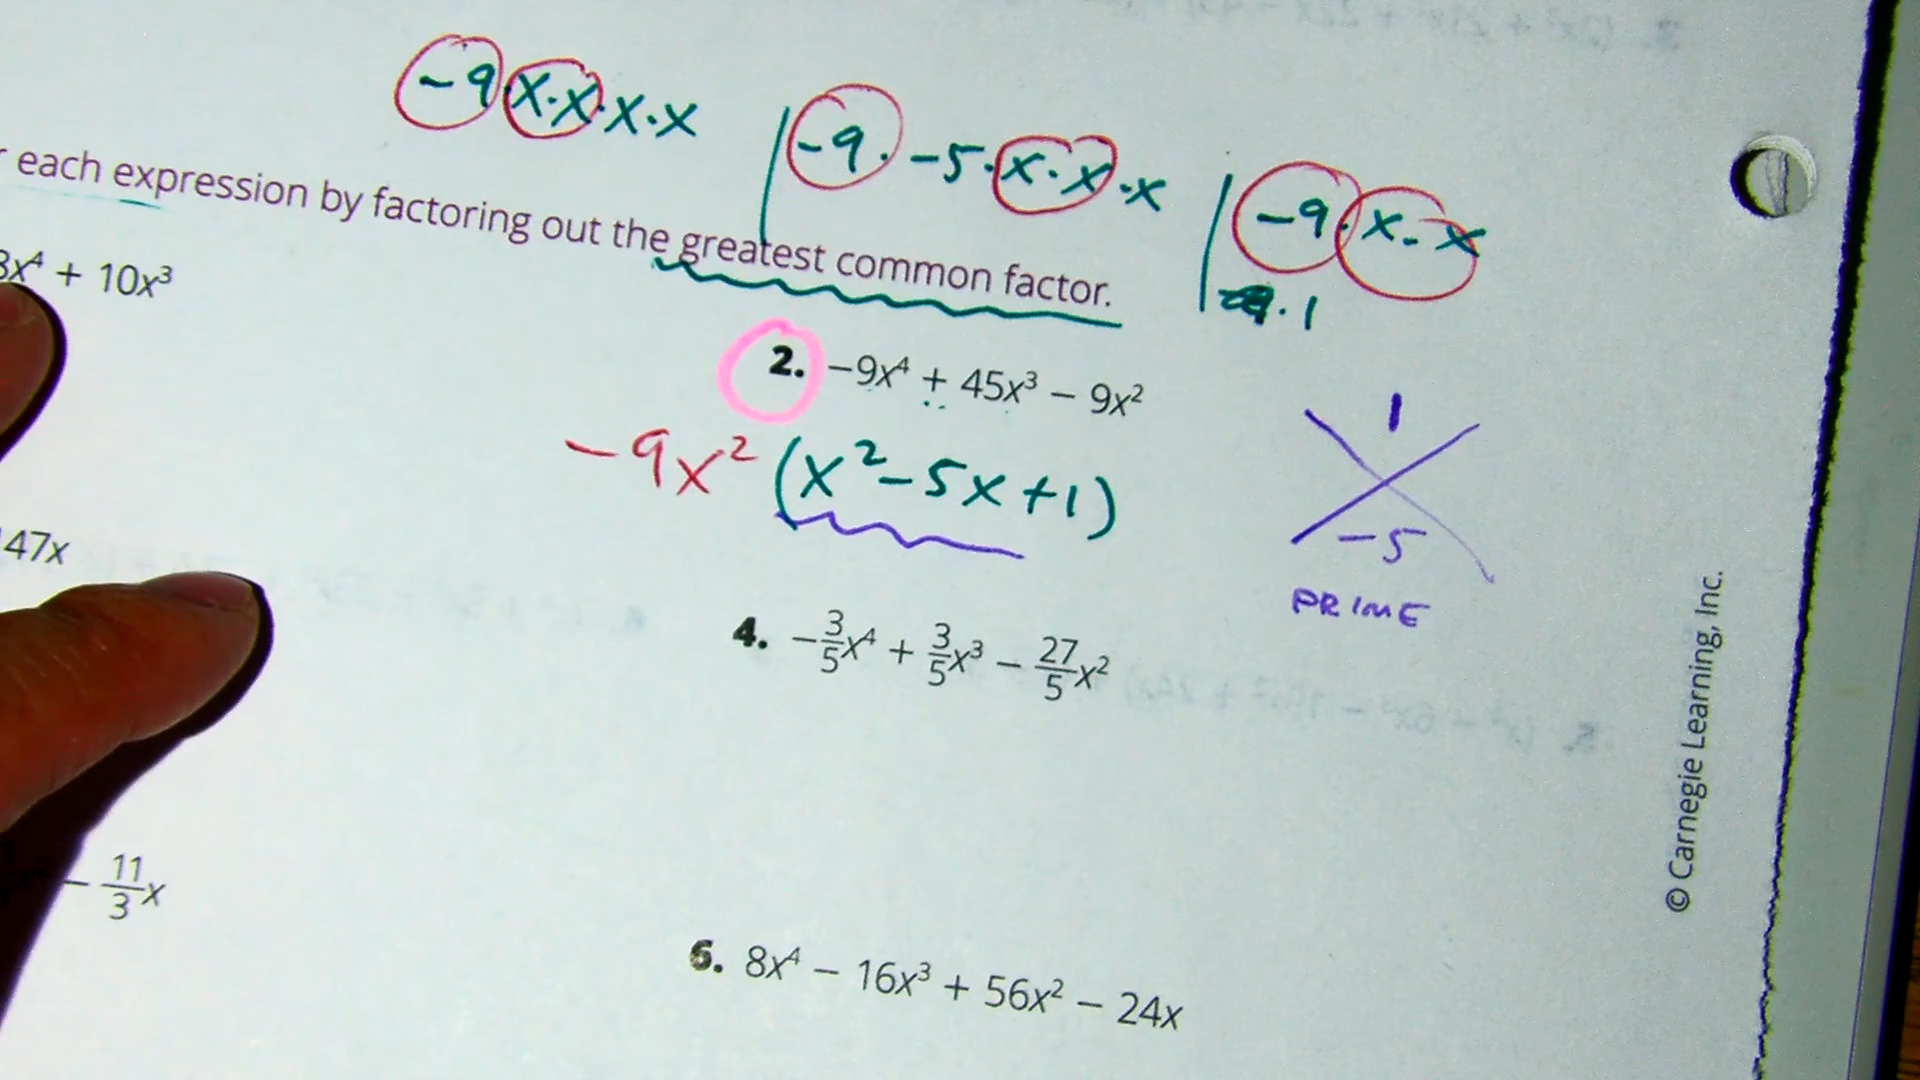 -9 x·x·x·x | -9 · -5·x·x·x | -9·x·x
·1
each expression by factoring out the greatest common factor.
3x⁴ + 10x³
2. -9x⁴ + 45x³ - 9x²
-9x² (x² - 5x + 1)
1
-5
PRIME
47x
4. -3/5x⁴ + 3/5x³ - 27/5x²
- 11/3x
6. 8x⁴ - 16x³ + 56x² - 24x
© Carnegie Learning, Inc.